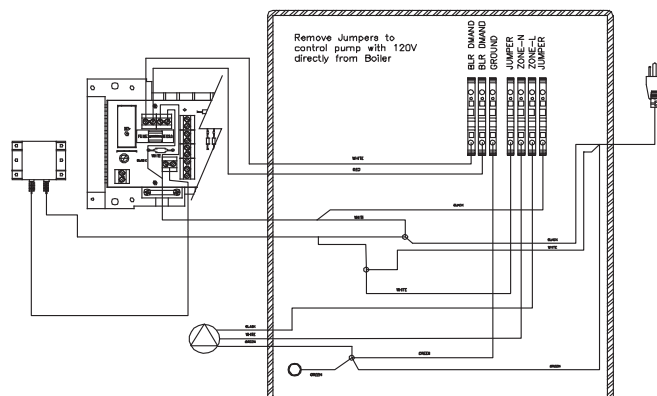 Remove Jumpers to
control pump with 120V
directly from Boiler
BLR DMAND
BLR DMAND
GROUND
JUMPER
ZONE-N
ZONE-L
JUMPER
WHITE
RED
BLACK
WHITE
BLACK
WHITE
WHITE
BLACK
WHITE
GREEN
GREEN
GREEN
GREEN